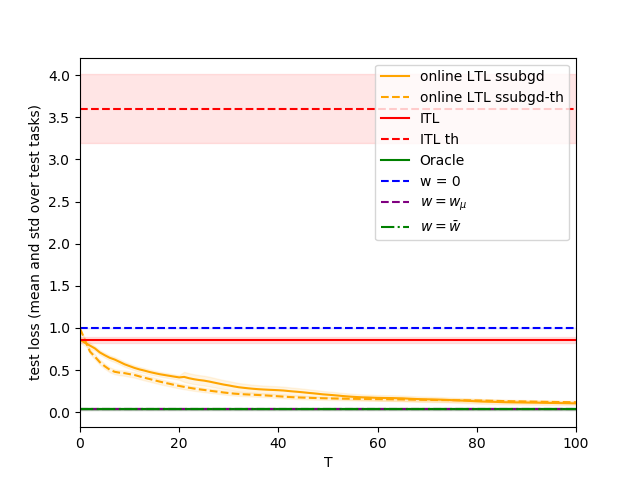 4.0
3.5
3.0
2.5
2.0
1.5
1.0
0.5
0.0
test loss (mean and std over test tasks)
online LTL ssubgd
online LTL ssubgd-th
ITL
ITL th
Oracle
w = 0
w = w_μ
w = w̄
0 20 40 60 80 100
T